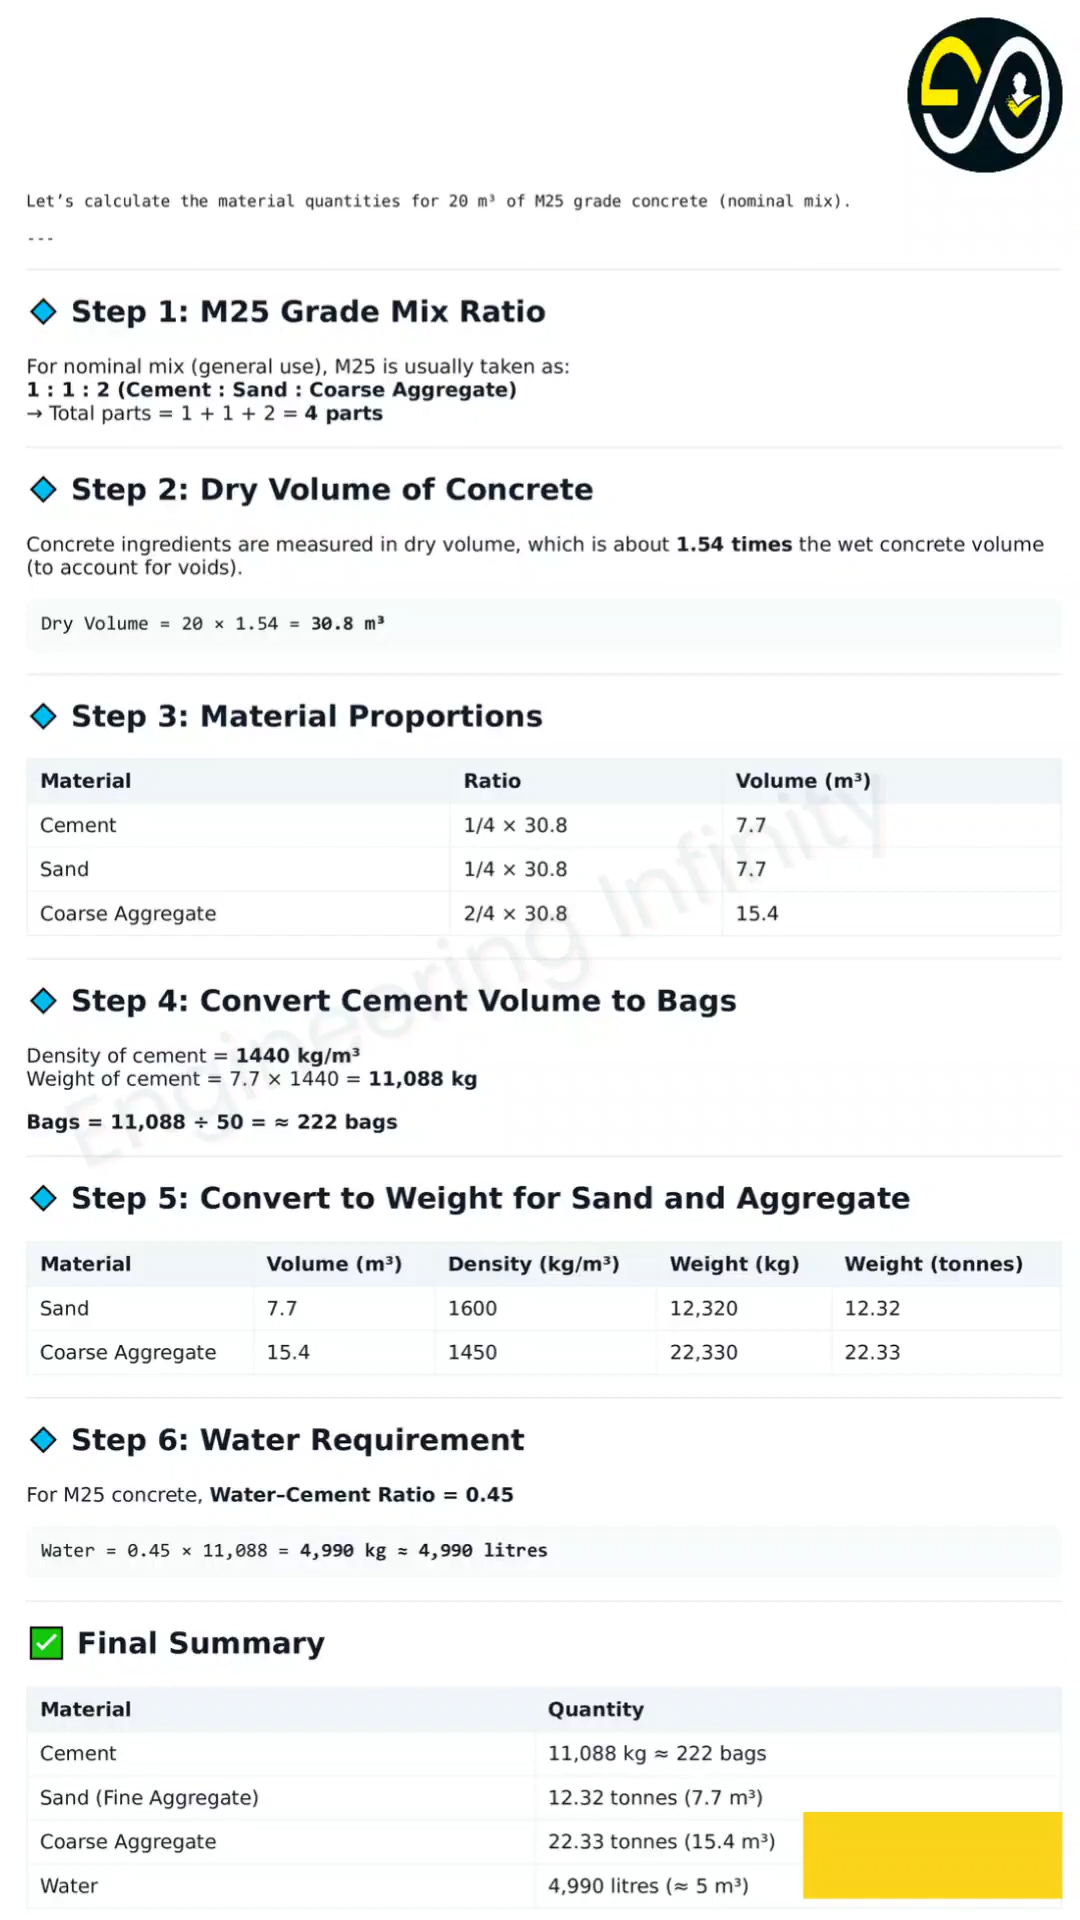 Let’s calculate the material quantities for 20 m³ of M25 grade concrete (nominal mix).
---
Step 1: M25 Grade Mix Ratio
For nominal mix (general use), M25 is usually taken as:
1 : 1 : 2 (Cement : Sand : Coarse Aggregate)
→ Total parts = 1 + 1 + 2 = 4 parts
Step 2: Dry Volume of Concrete
Concrete ingredients are measured in dry volume, which is about 1.54 times the wet concrete volume
(to account for voids).
Dry Volume = 20 × 1.54 = 30.8 m³
Step 3: Material Proportions
Material Ratio Volume (m³)
Cement 1/4 × 30.8 7.7
Sand 1/4 × 30.8 7.7
Coarse Aggregate 2/4 × 30.8 15.4
Engineering Infinity
Step 4: Convert Cement Volume to Bags
Density of cement = 1440 kg/m³
Weight of cement = 7.7 × 1440 = 11,088 kg
Bags = 11,088 ÷ 50 = ≈ 222 bags
Step 5: Convert to Weight for Sand and Aggregate
Material Volume (m³) Density (kg/m³) Weight (kg) Weight (tonnes)
Sand 7.7 1600 12,320 12.32
Coarse Aggregate 15.4 1450 22,330 22.33
Step 6: Water Requirement
For M25 concrete, Water–Cement Ratio = 0.45
Water = 0.45 × 11,088 = 4,990 kg ≈ 4,990 litres
Final Summary
Material Quantity
Cement 11,088 kg ≈ 222 bags
Sand (Fine Aggregate) 12.32 tonnes (7.7 m³)
Coarse Aggregate 22.33 tonnes (15.4 m³)
Water 4,990 litres (≈ 5 m³)